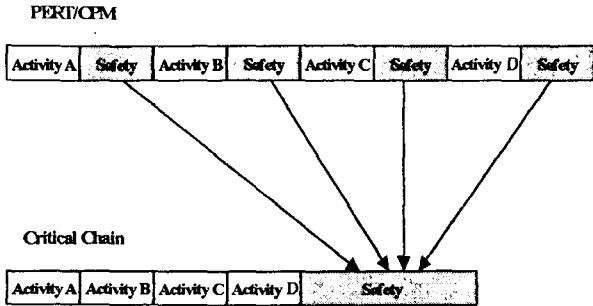 PERT/CPM
Activity A Safety Activity B Safety Activity C Safety Activity D Safety
Critical Chain
Activity A Activity B Activity C Activity D Safety